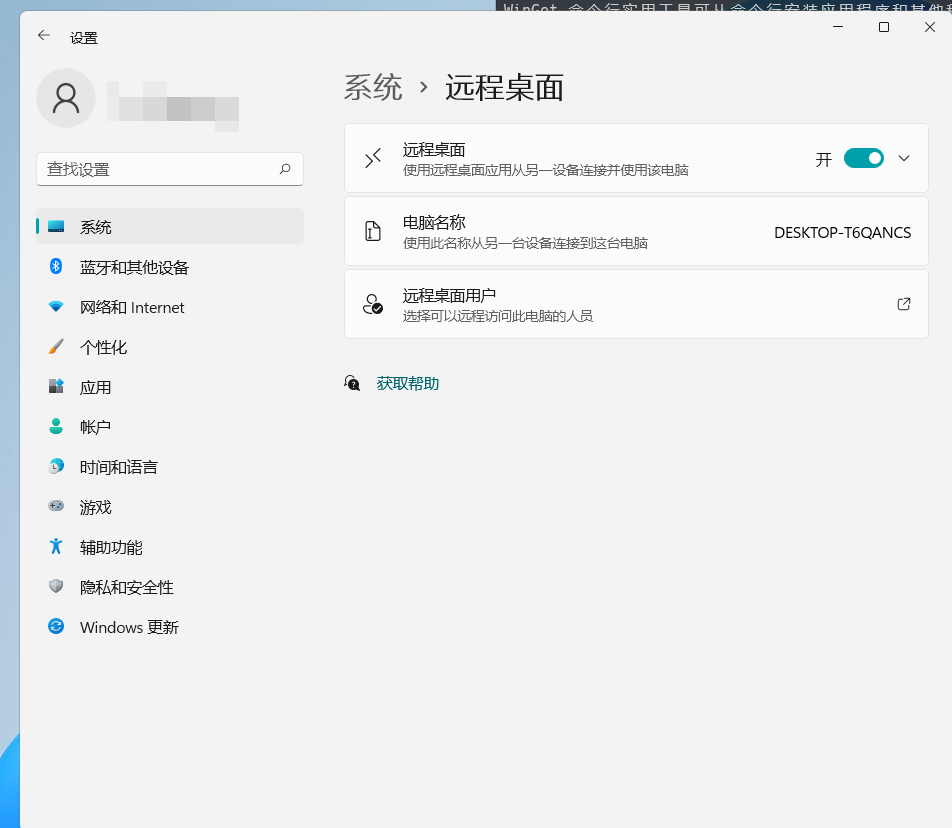 WinGet 命令行实用工具可从命令行安装应用程序和其他
设置
查找设置
系统
蓝牙和其他设备
网络和 Internet
个性化
应用
帐户
时间和语言
游戏
辅助功能
隐私和安全性
Windows 更新
系统 › 远程桌面
远程桌面
使用远程桌面应用从另一设备连接并使用该电脑
开
电脑名称
使用此名称从另一台设备连接到这台电脑
DESKTOP-T6QANCS
远程桌面用户
选择可以远程访问此电脑的人员
获取帮助